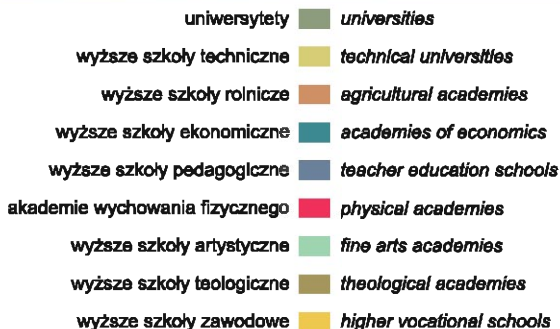 uniwersytety universities
wyższe szkoły techniczne technical universities
wyższe szkoły rolnicze agricultural academies
wyższe szkoły ekonomiczne academies of economics
wyższe szkoły pedagogiczne teacher education schools
akademie wychowania fizycznego physical academies
wyższe szkoły artystyczne fine arts academies
wyższe szkoły teologiczne theological academies
wyższe szkoły zawodowe higher vocational schools